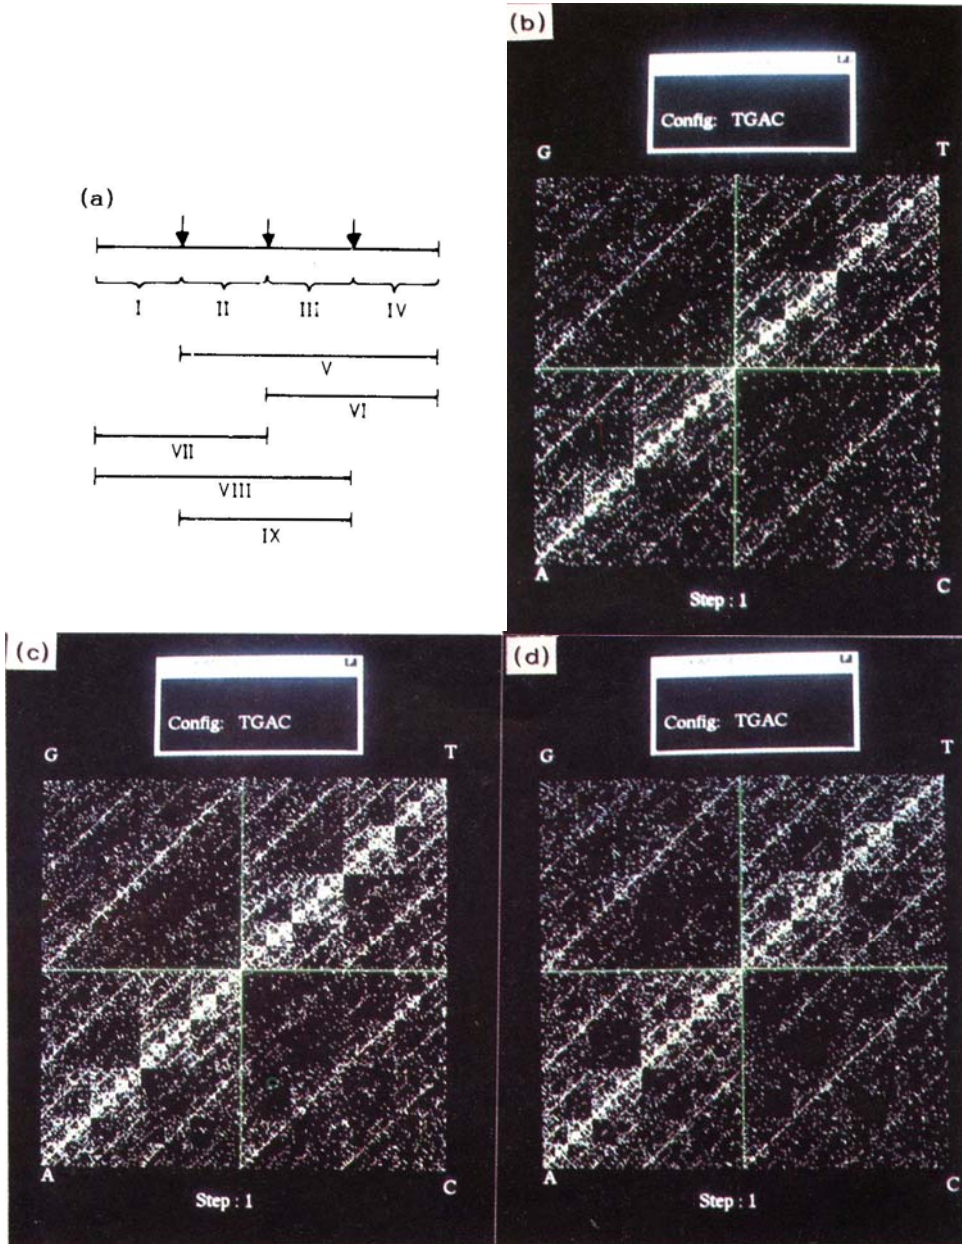 (a)
I II III IV
V
VI
VII
VIII
IX
(b)
Config: TGAC
G T
A C
Step : 1
(c)
Config: TGAC
G T
A C
Step : 1
(d)
Config: TGAC
G T
A C
Step : 1